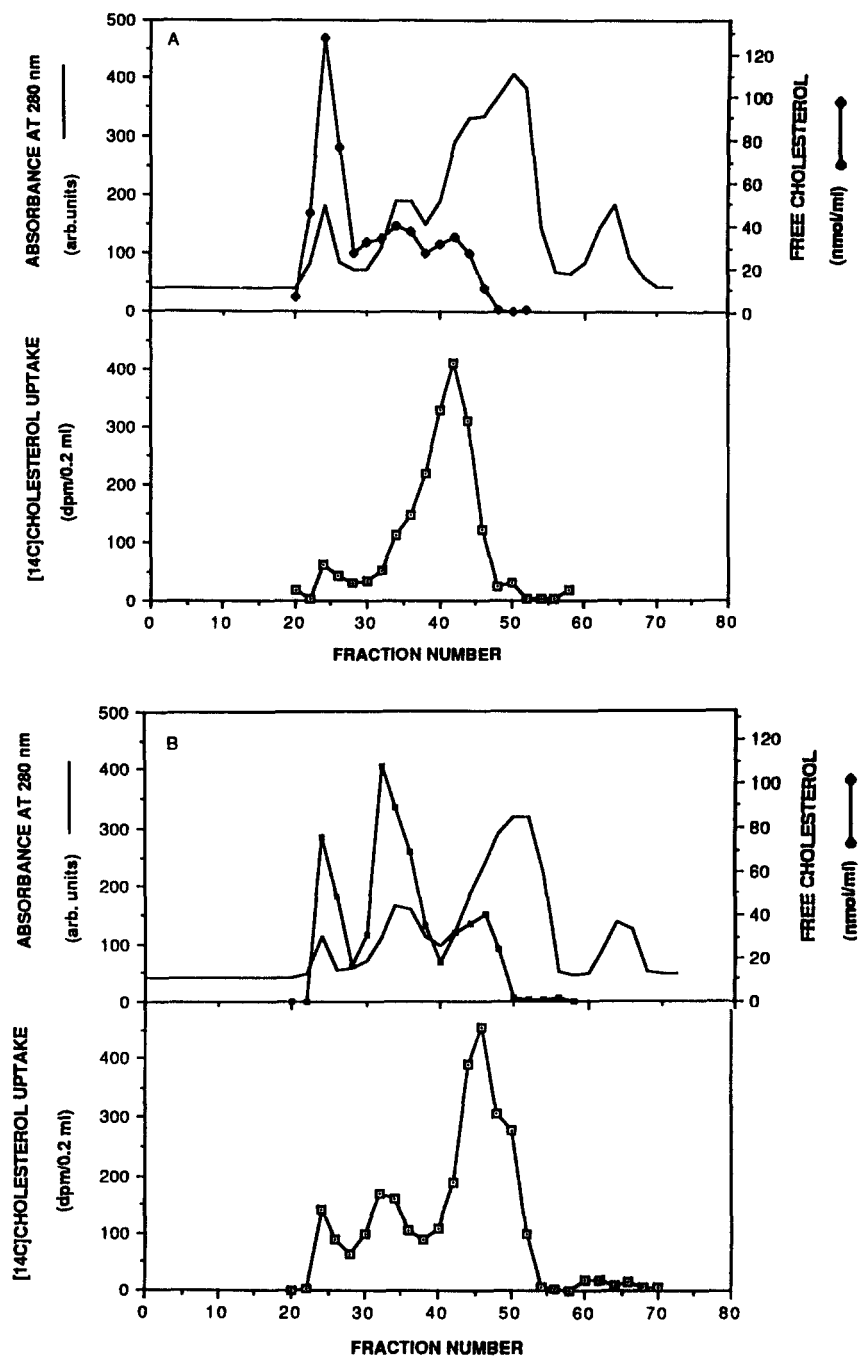 A
ABSORBANCE AT 280 nm
(arb.units)
500
400
300
200
100
0
120
100
80
60
40
20
0
FREE CHOLESTEROL
(nmol/ml)
[14C]CHOLESTEROL UPTAKE
(dpm/0.2 ml)
400
300
200
100
0
0 10 20 30 40 50 60 70 80
FRACTION NUMBER
B
ABSORBANCE AT 280 nm
(arb. units)
500
400
300
200
100
0
120
100
80
60
40
20
0
FREE CHOLESTEROL
(nmol/ml)
[14C]CHOLESTEROL UPTAKE
(dpm/0.2 ml)
400
300
200
100
0
0 10 20 30 40 50 60 70 80
FRACTION NUMBER